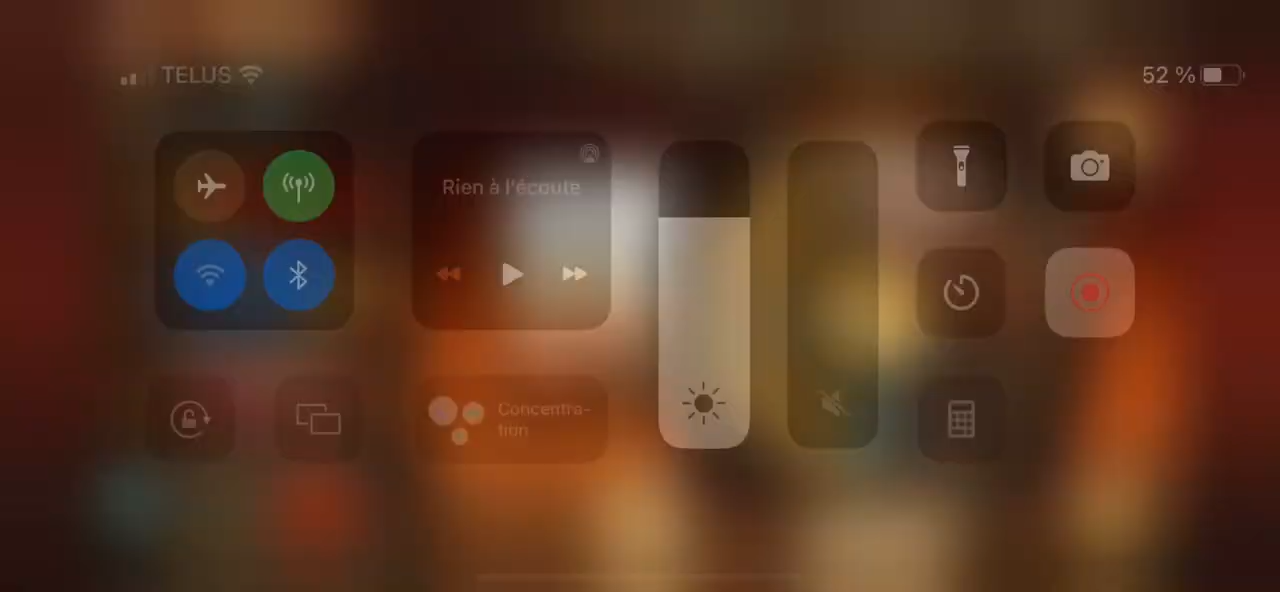 TELUS
52 %
Rien à l'écoute
Concentra-
tion